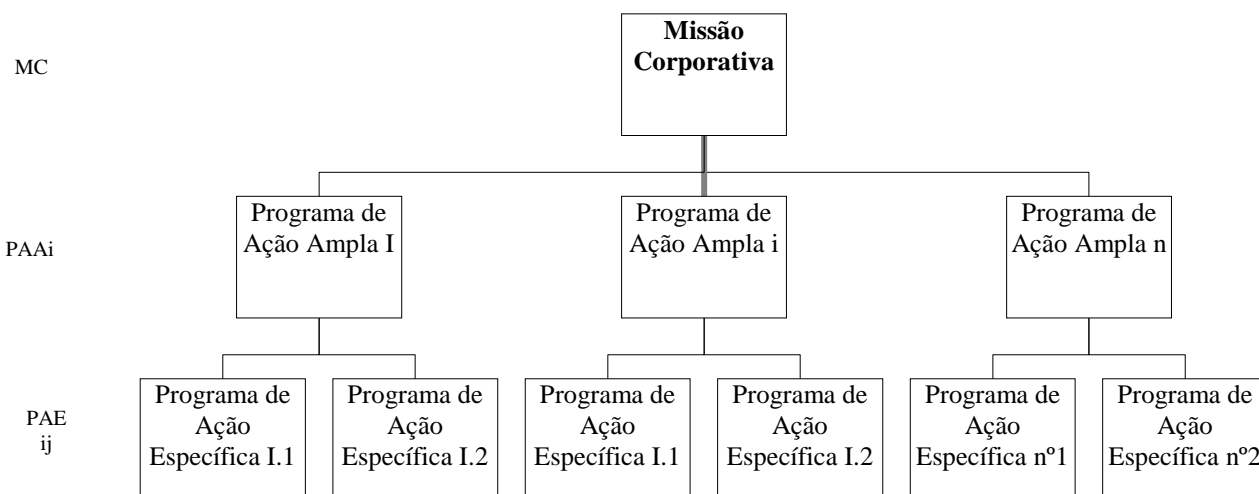 MC
Missão
Corporativa
PAAi
Programa de
Ação Ampla I
Programa de
Ação Ampla i
Programa de
Ação Ampla n
PAE
ij
Programa de
Ação
Específica I.1
Programa de
Ação
Específica I.2
Programa de
Ação
Específica I.1
Programa de
Ação
Específica I.2
Programa de
Ação
Específica nº1
Programa de
Ação
Específica nº2